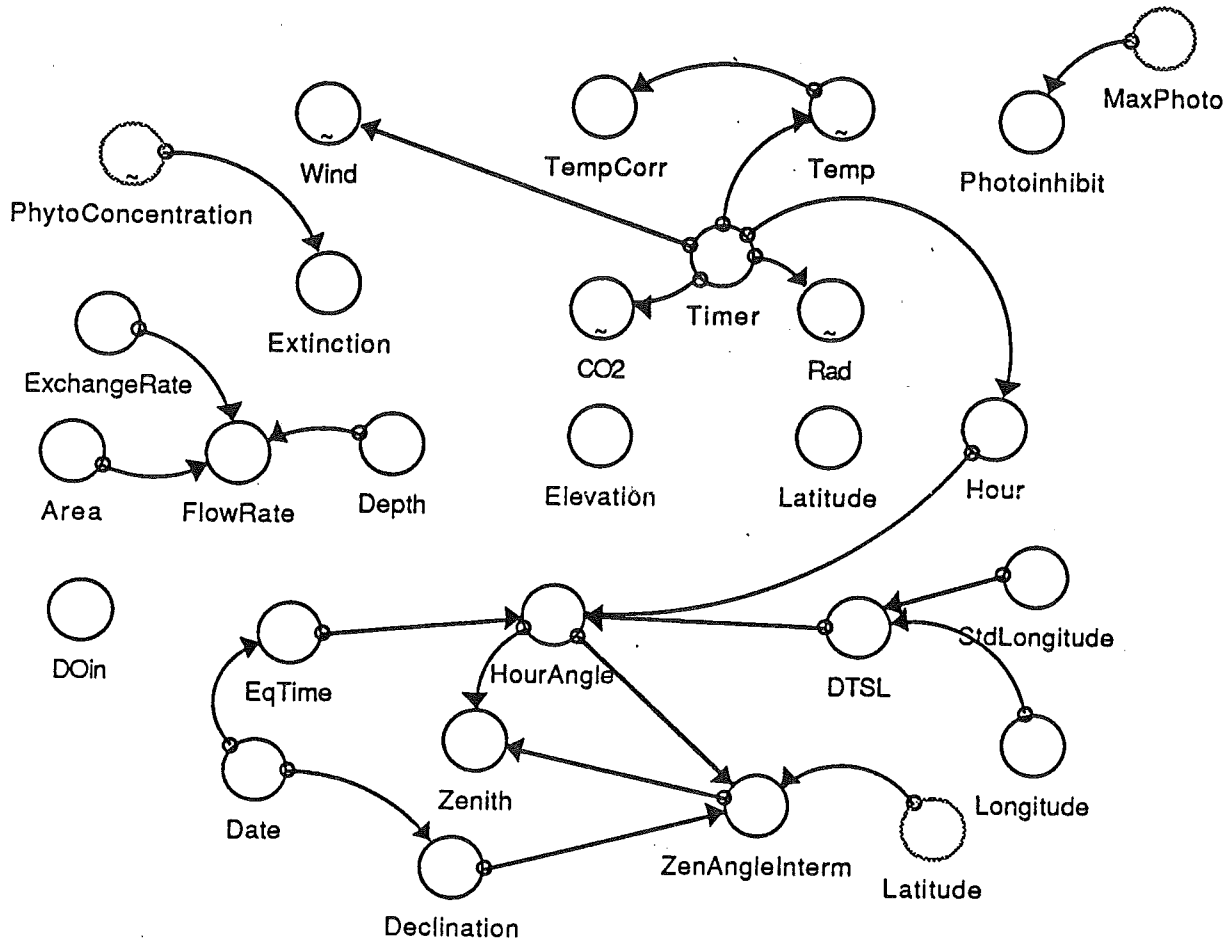 MaxPhoto
Wind
TempCorr
Temp
Photoinhibit
PhytoConcentration
Extinction
Timer
CO2
Rad
ExchangeRate
Area
FlowRate
Depth
Elevation
Latitude
Hour
DOin
EqTime
HourAngle
DTSL
StdLongitude
Date
Zenith
ZenAngleInterm
Longitude
Latitude
Declination
~
~
~
~
~